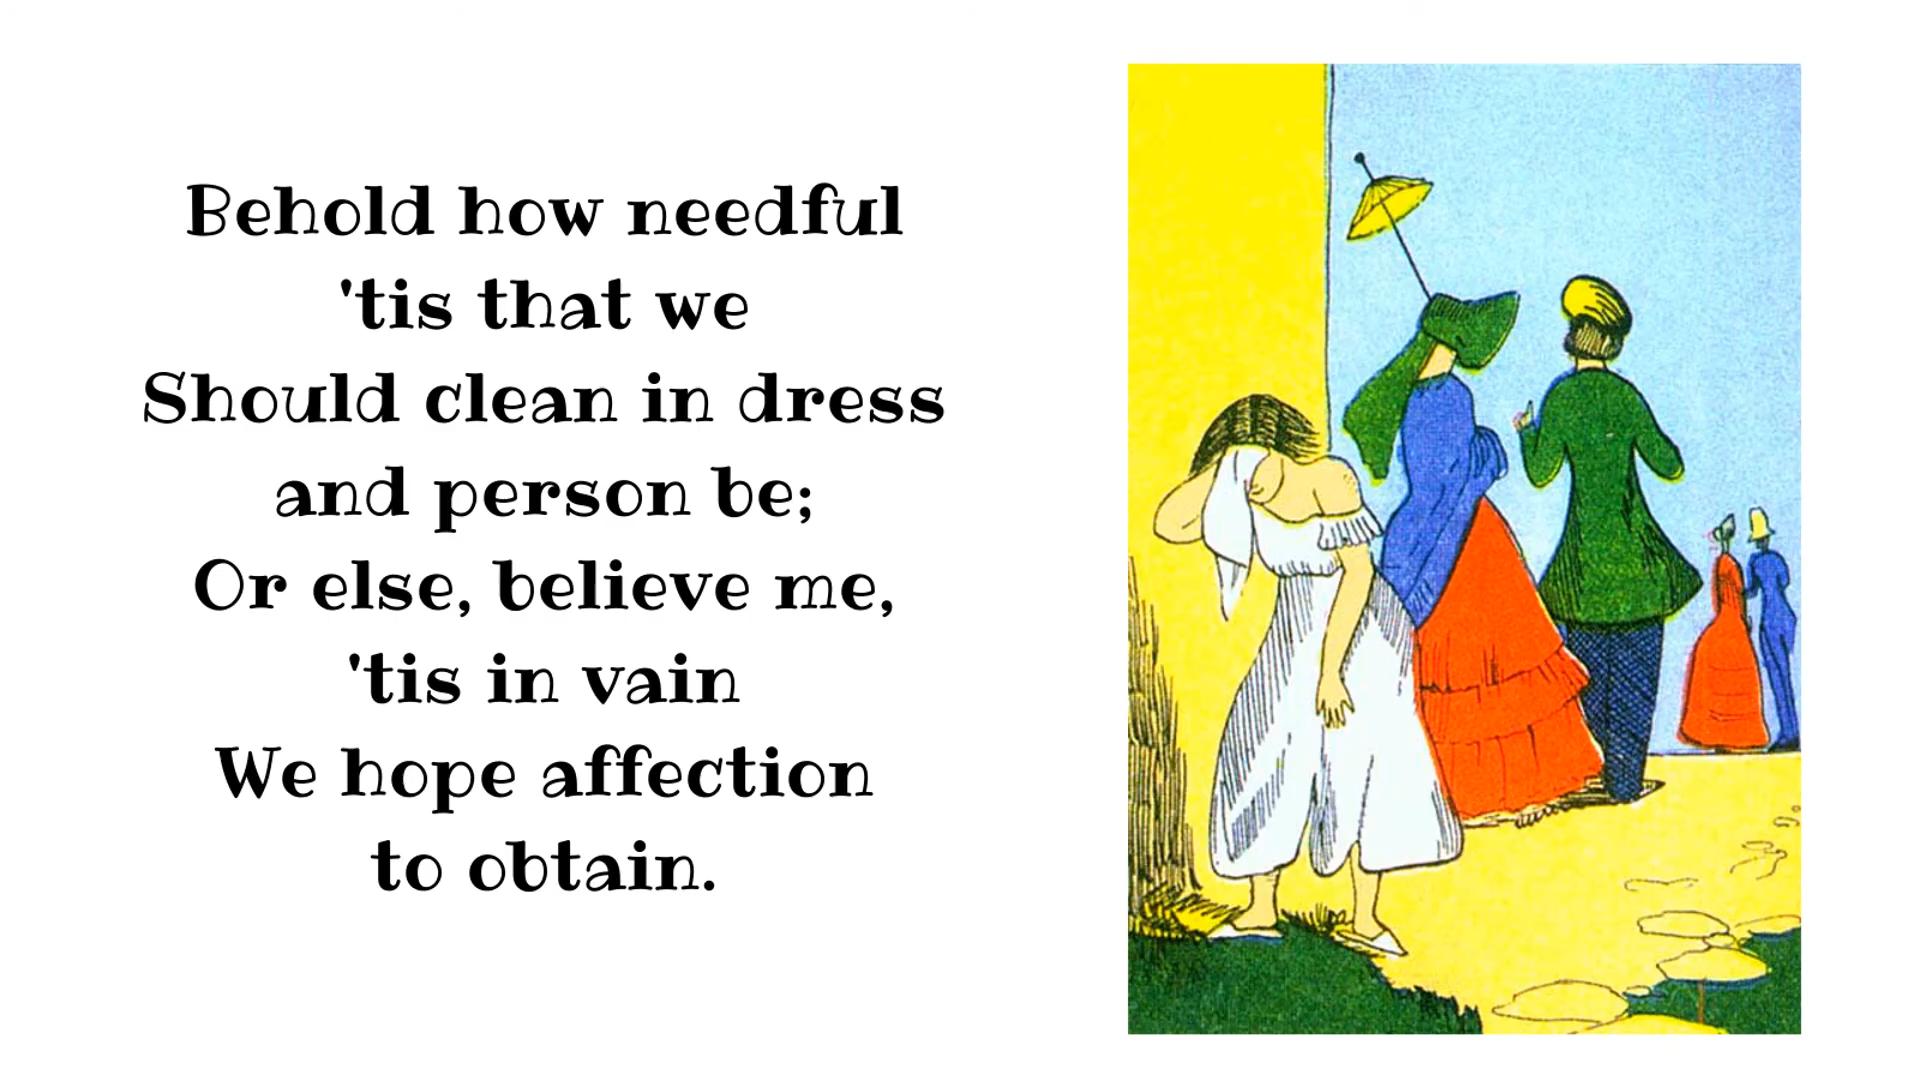 Behold how needful
'tis that we
Should clean in dress
and person be;
Or else, believe me,
'tis in vain
We hope affection
to obtain.